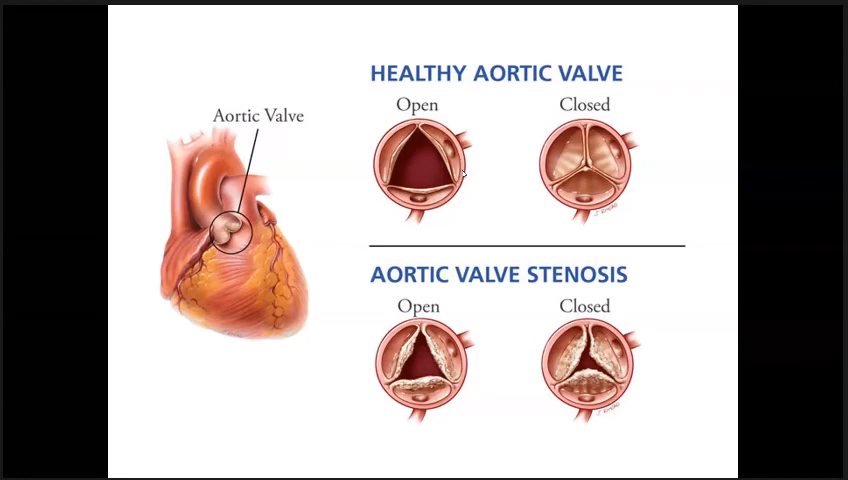 HEALTHY AORTIC VALVE
Open
Closed
Aortic Valve
AORTIC VALVE STENOSIS
Open
Closed